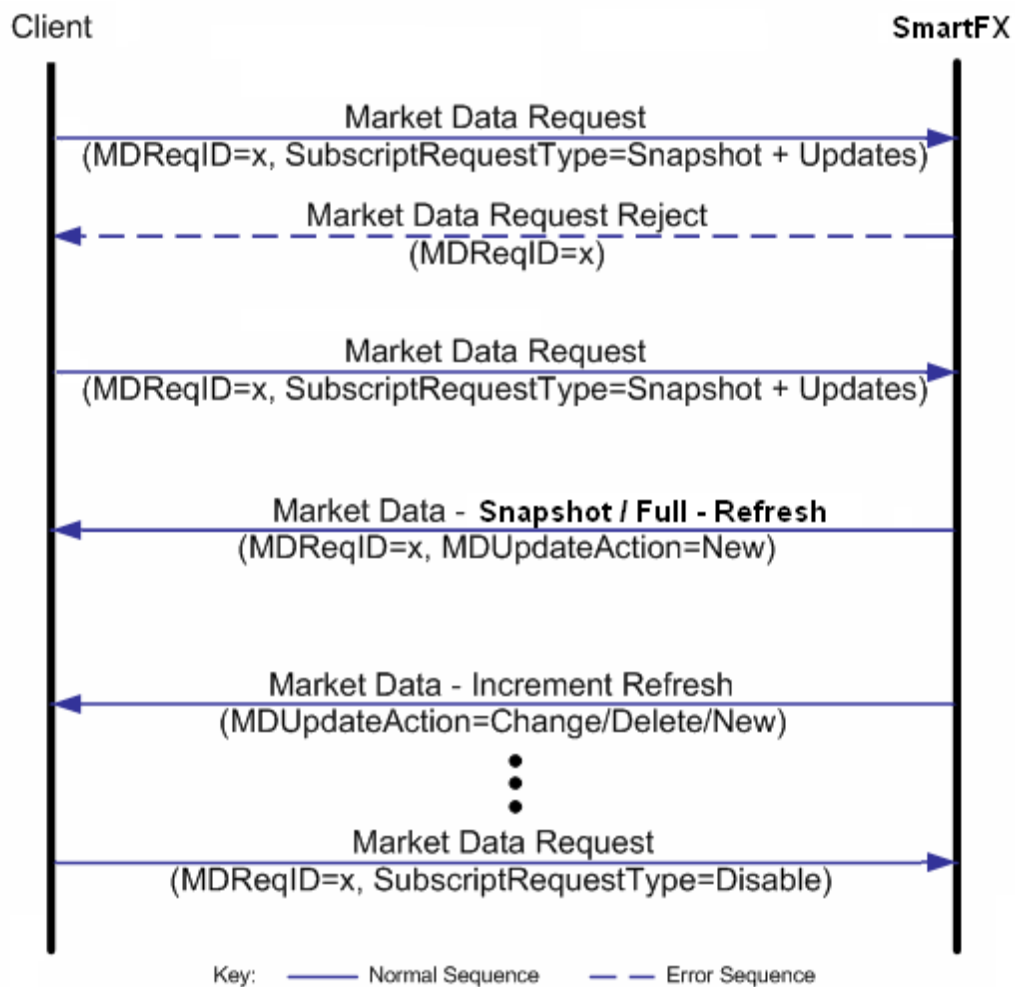 Client SmartFX
Market Data Request
(MDReqID=x, SubscriptRequestType=Snapshot + Updates)
Market Data Request Reject
(MDReqID=x)
Market Data Request
(MDReqID=x, SubscriptRequestType=Snapshot + Updates)
Market Data - Snapshot / Full - Refresh
(MDReqID=x, MDUpdateAction=New)
Market Data - Increment Refresh
(MDUpdateAction=Change/Delete/New)
Market Data Request
(MDReqID=x, SubscriptRequestType=Disable)
Key: Normal Sequence Error Sequence